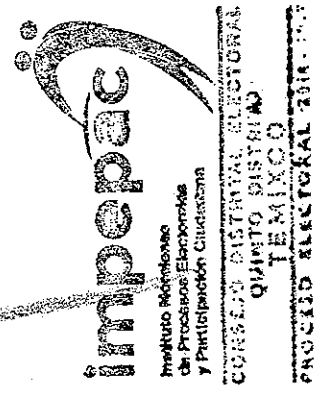 impepac
Instituto Morelense
de Procesos Electorales
y Participación Ciudadana
CONSEJO DISTRITAL ELECTORAL
QUINTO DISTRITO
TEMIXCO
PROCESO ELECTORAL